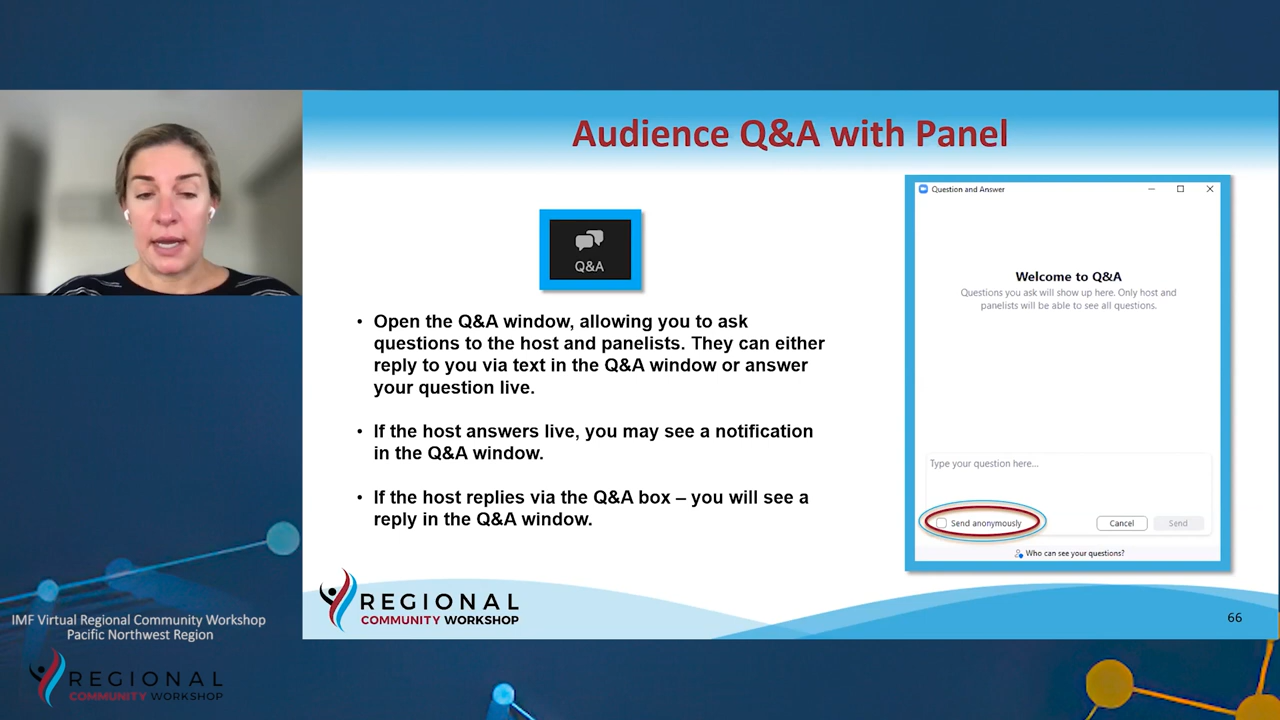 Audience Q&A with Panel
Q&A
• Open the Q&A window, allowing you to ask
questions to the host and panelists. They can either
reply to you via text in the Q&A window or answer
your question live.
• If the host answers live, you may see a notification
in the Q&A window.
• If the host replies via the Q&A box – you will see a
reply in the Q&A window.
Question and Answer
Welcome to Q&A
Questions you ask will show up here. Only host and
panelists will be able to see all questions.
Type your question here...
Send anonymously
Cancel
Send
Who can see your questions?
REGIONAL
COMMUNITY WORKSHOP
66
IMF Virtual Regional Community Workshop
Pacific Northwest Region
REGIONAL
COMMUNITY WORKSHOP